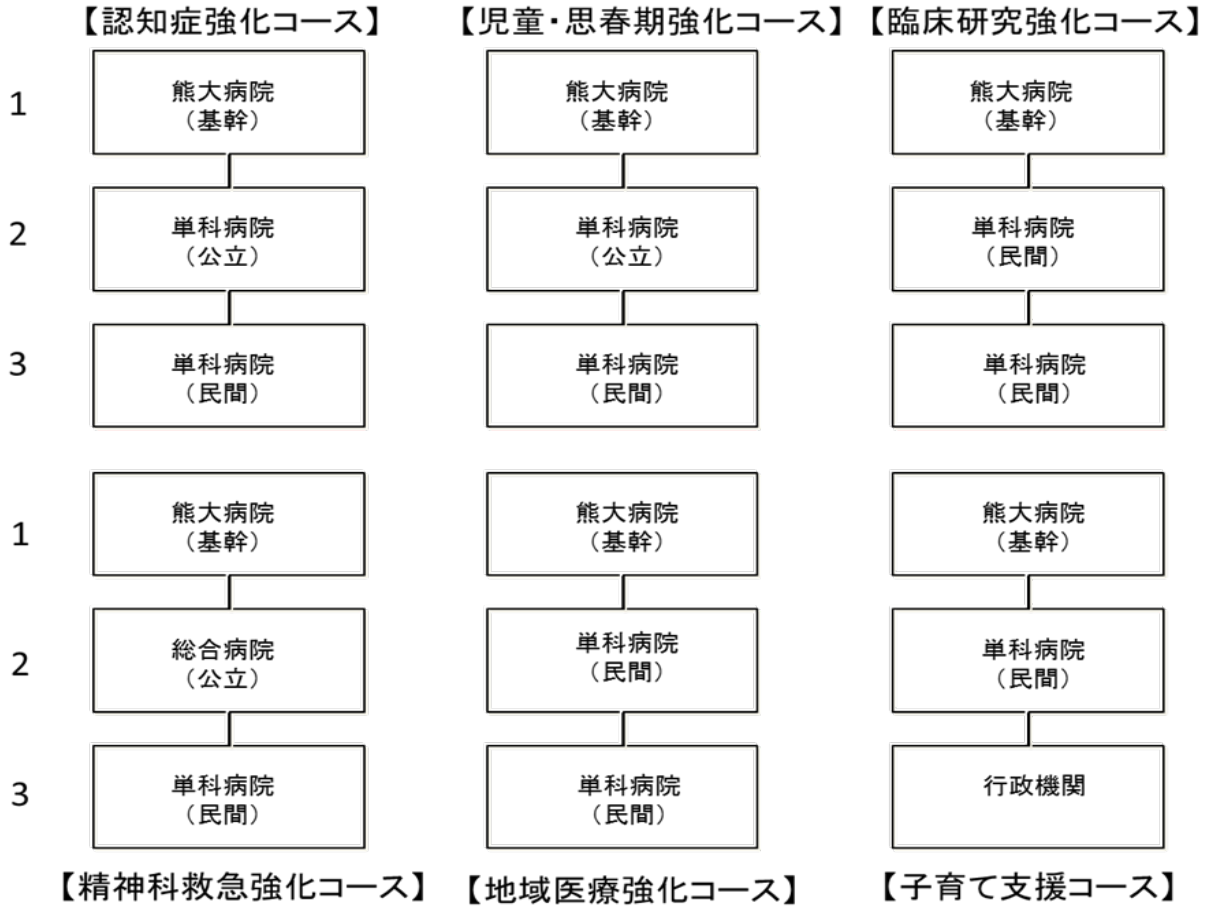 【認知症強化コース】
【児童・思春期強化コース】
【臨床研究強化コース】
1
熊大病院
（基幹）
熊大病院
（基幹）
熊大病院
（基幹）
2
単科病院
（公立）
単科病院
（公立）
単科病院
（民間）
3
単科病院
（民間）
単科病院
（民間）
単科病院
（民間）
1
熊大病院
（基幹）
熊大病院
（基幹）
熊大病院
（基幹）
2
総合病院
（公立）
単科病院
（民間）
単科病院
（民間）
3
単科病院
（民間）
単科病院
（民間）
行政機関
【精神科救急強化コース】
【地域医療強化コース】
【子育て支援コース】